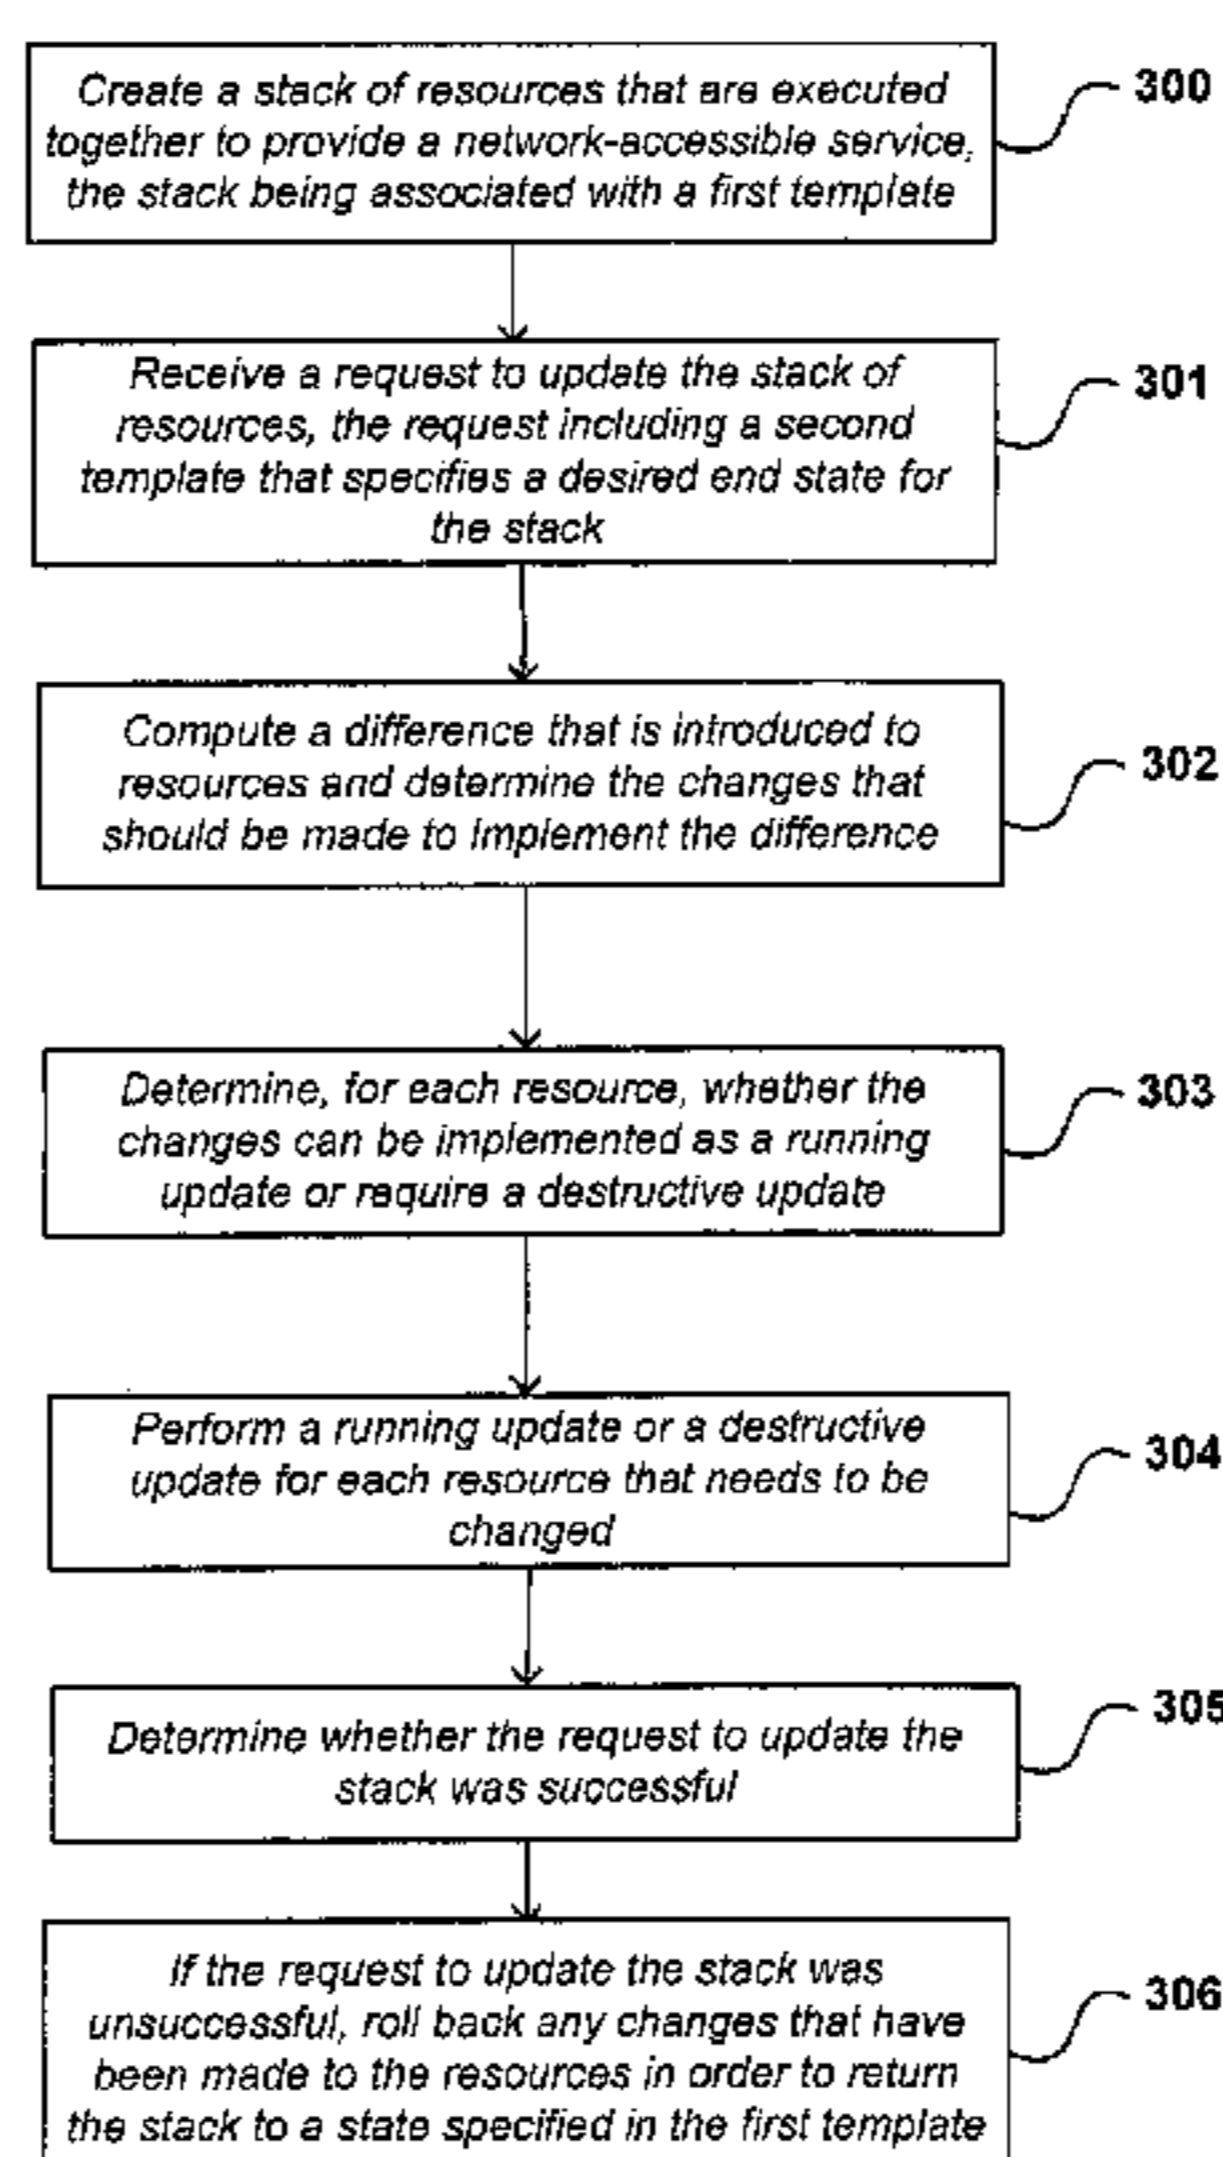 Create a stack of resources that are executed
together to provide a network-accessible service,
the stack being associated with a first template
300
Receive a request to update the stack of
resources, the request including a second
template that specifies a desired end state for
the stack
301
Compute a difference that is introduced to
resources and determine the changes that
should be made to implement the difference
302
Determine, for each resource, whether the
changes can be implemented as a running
update or require a destructive update
303
Perform a running update or a destructive
update for each resource that needs to be
changed
304
Determine whether the request to update the
stack was successful
305
If the request to update the stack was
unsuccessful, roll back any changes that have
been made to the resources in order to return
the stack to a state specified in the first template
306